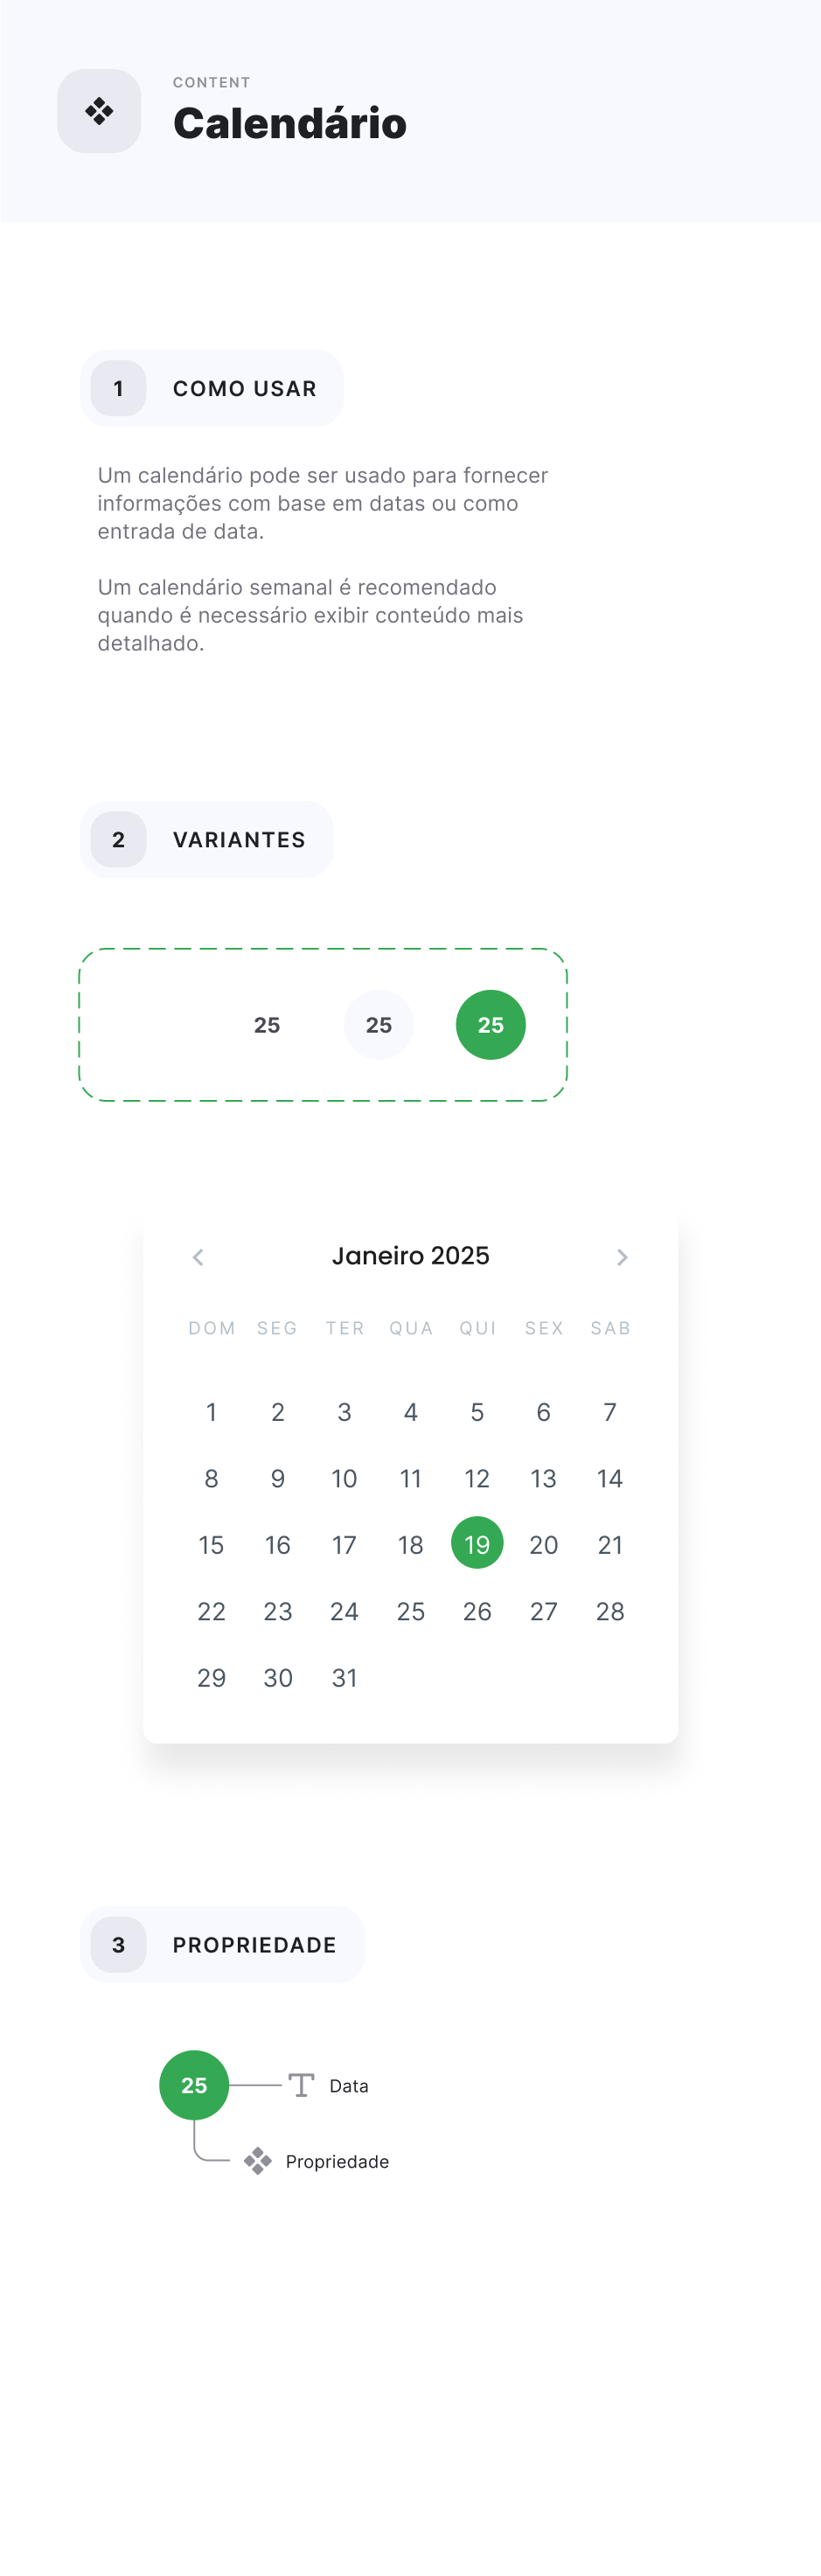 CONTENT
Calendário
1 COMO USAR
Um calendário pode ser usado para fornecer
informações com base em datas ou como
entrada de data.
Um calendário semanal é recomendado
quando é necessário exibir conteúdo mais
detalhado.
2 VARIANTES
25 25 25
Janeiro 2025
DOM SEG TER QUA QUI SEX SAB
1 2 3 4 5 6 7
8 9 10 11 12 13 14
15 16 17 18 19 20 21
22 23 24 25 26 27 28
29 30 31
3 PROPRIEDADE
25 Data
Propriedade